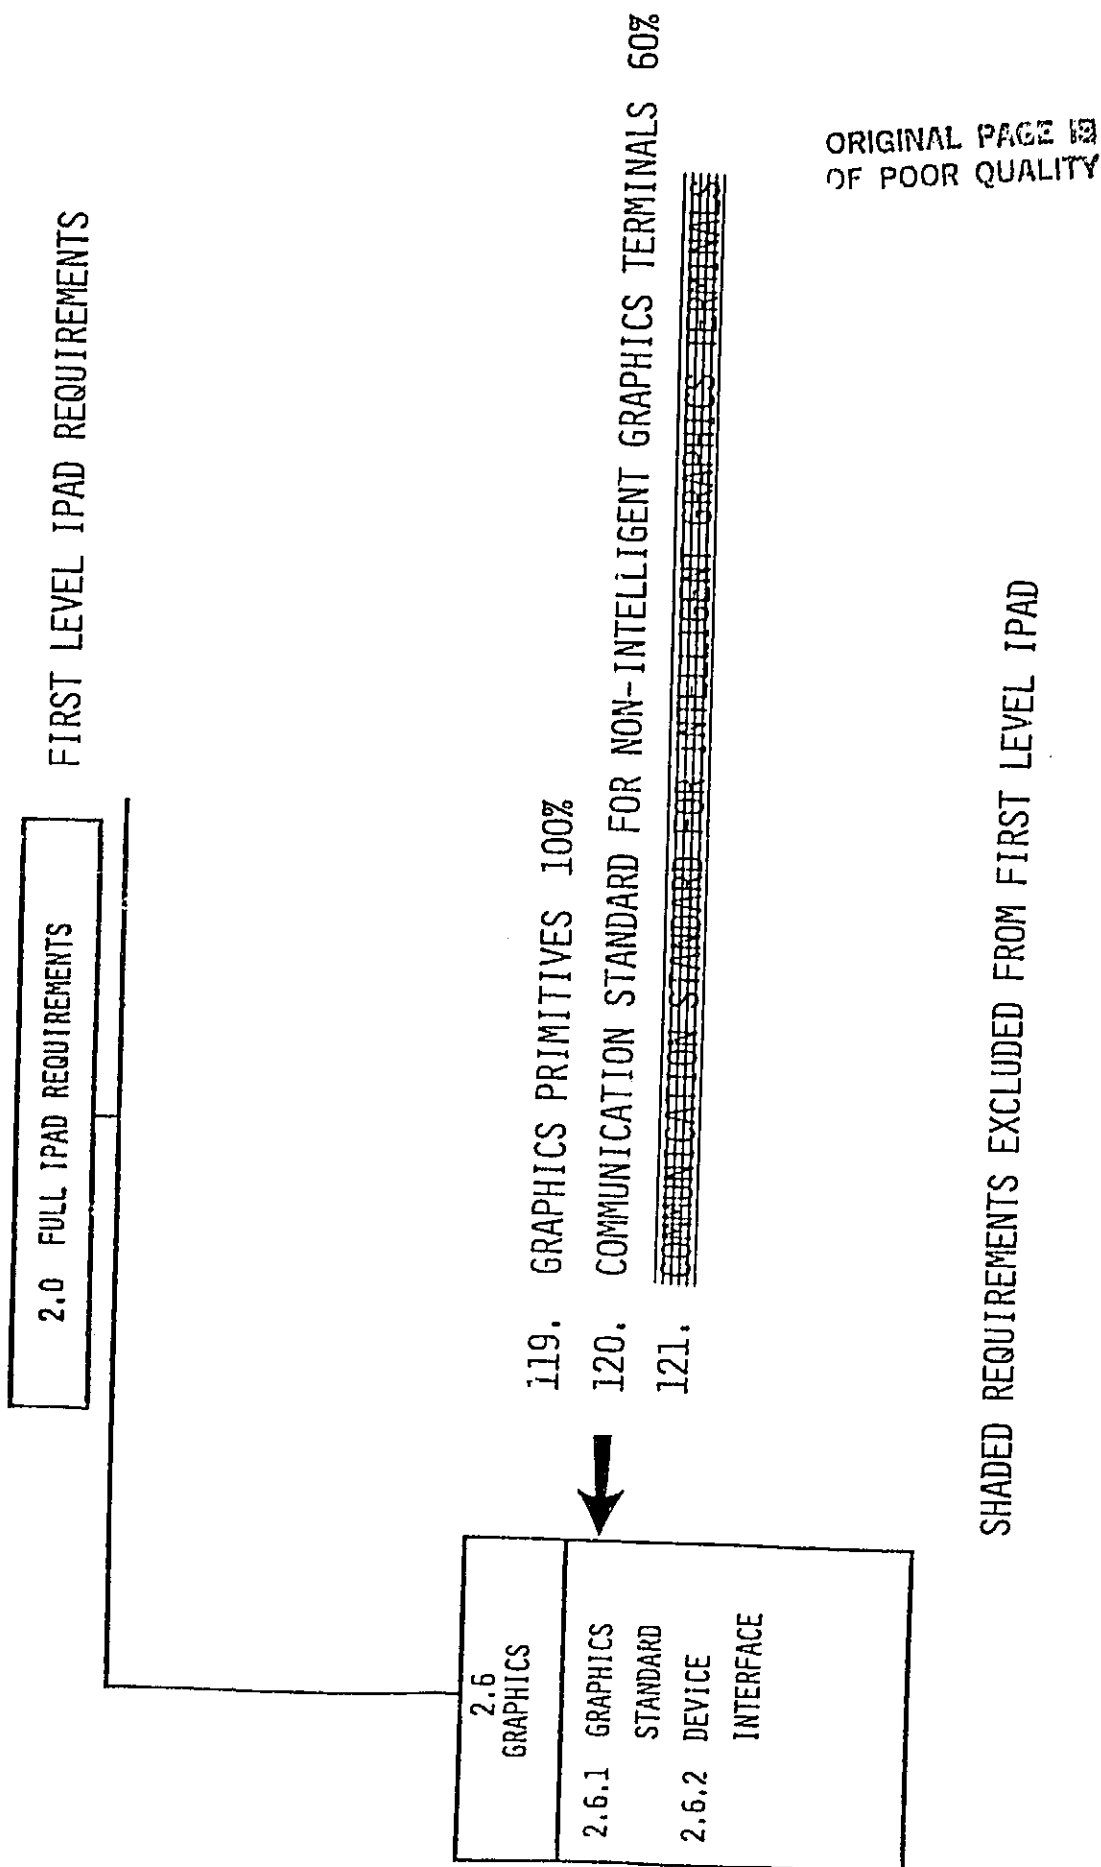 FIRST LEVEL IPAD REQUIREMENTS
2.0 FULL IPAD REQUIREMENTS
2.6
GRAPHICS
2.6.1 GRAPHICS
STANDARD
2.6.2 DEVICE
INTERFACE
119. GRAPHICS PRIMITIVES 100%
120. COMMUNICATION STANDARD FOR NON-INTELLIGENT GRAPHICS TERMINALS 60%
121. COMMUNICATION STANDARD FOR INTELLIGENT GRAPHICS TERMINALS
SHADED REQUIREMENTS EXCLUDED FROM FIRST LEVEL IPAD
ORIGINAL PAGE IS
OF POOR QUALITY